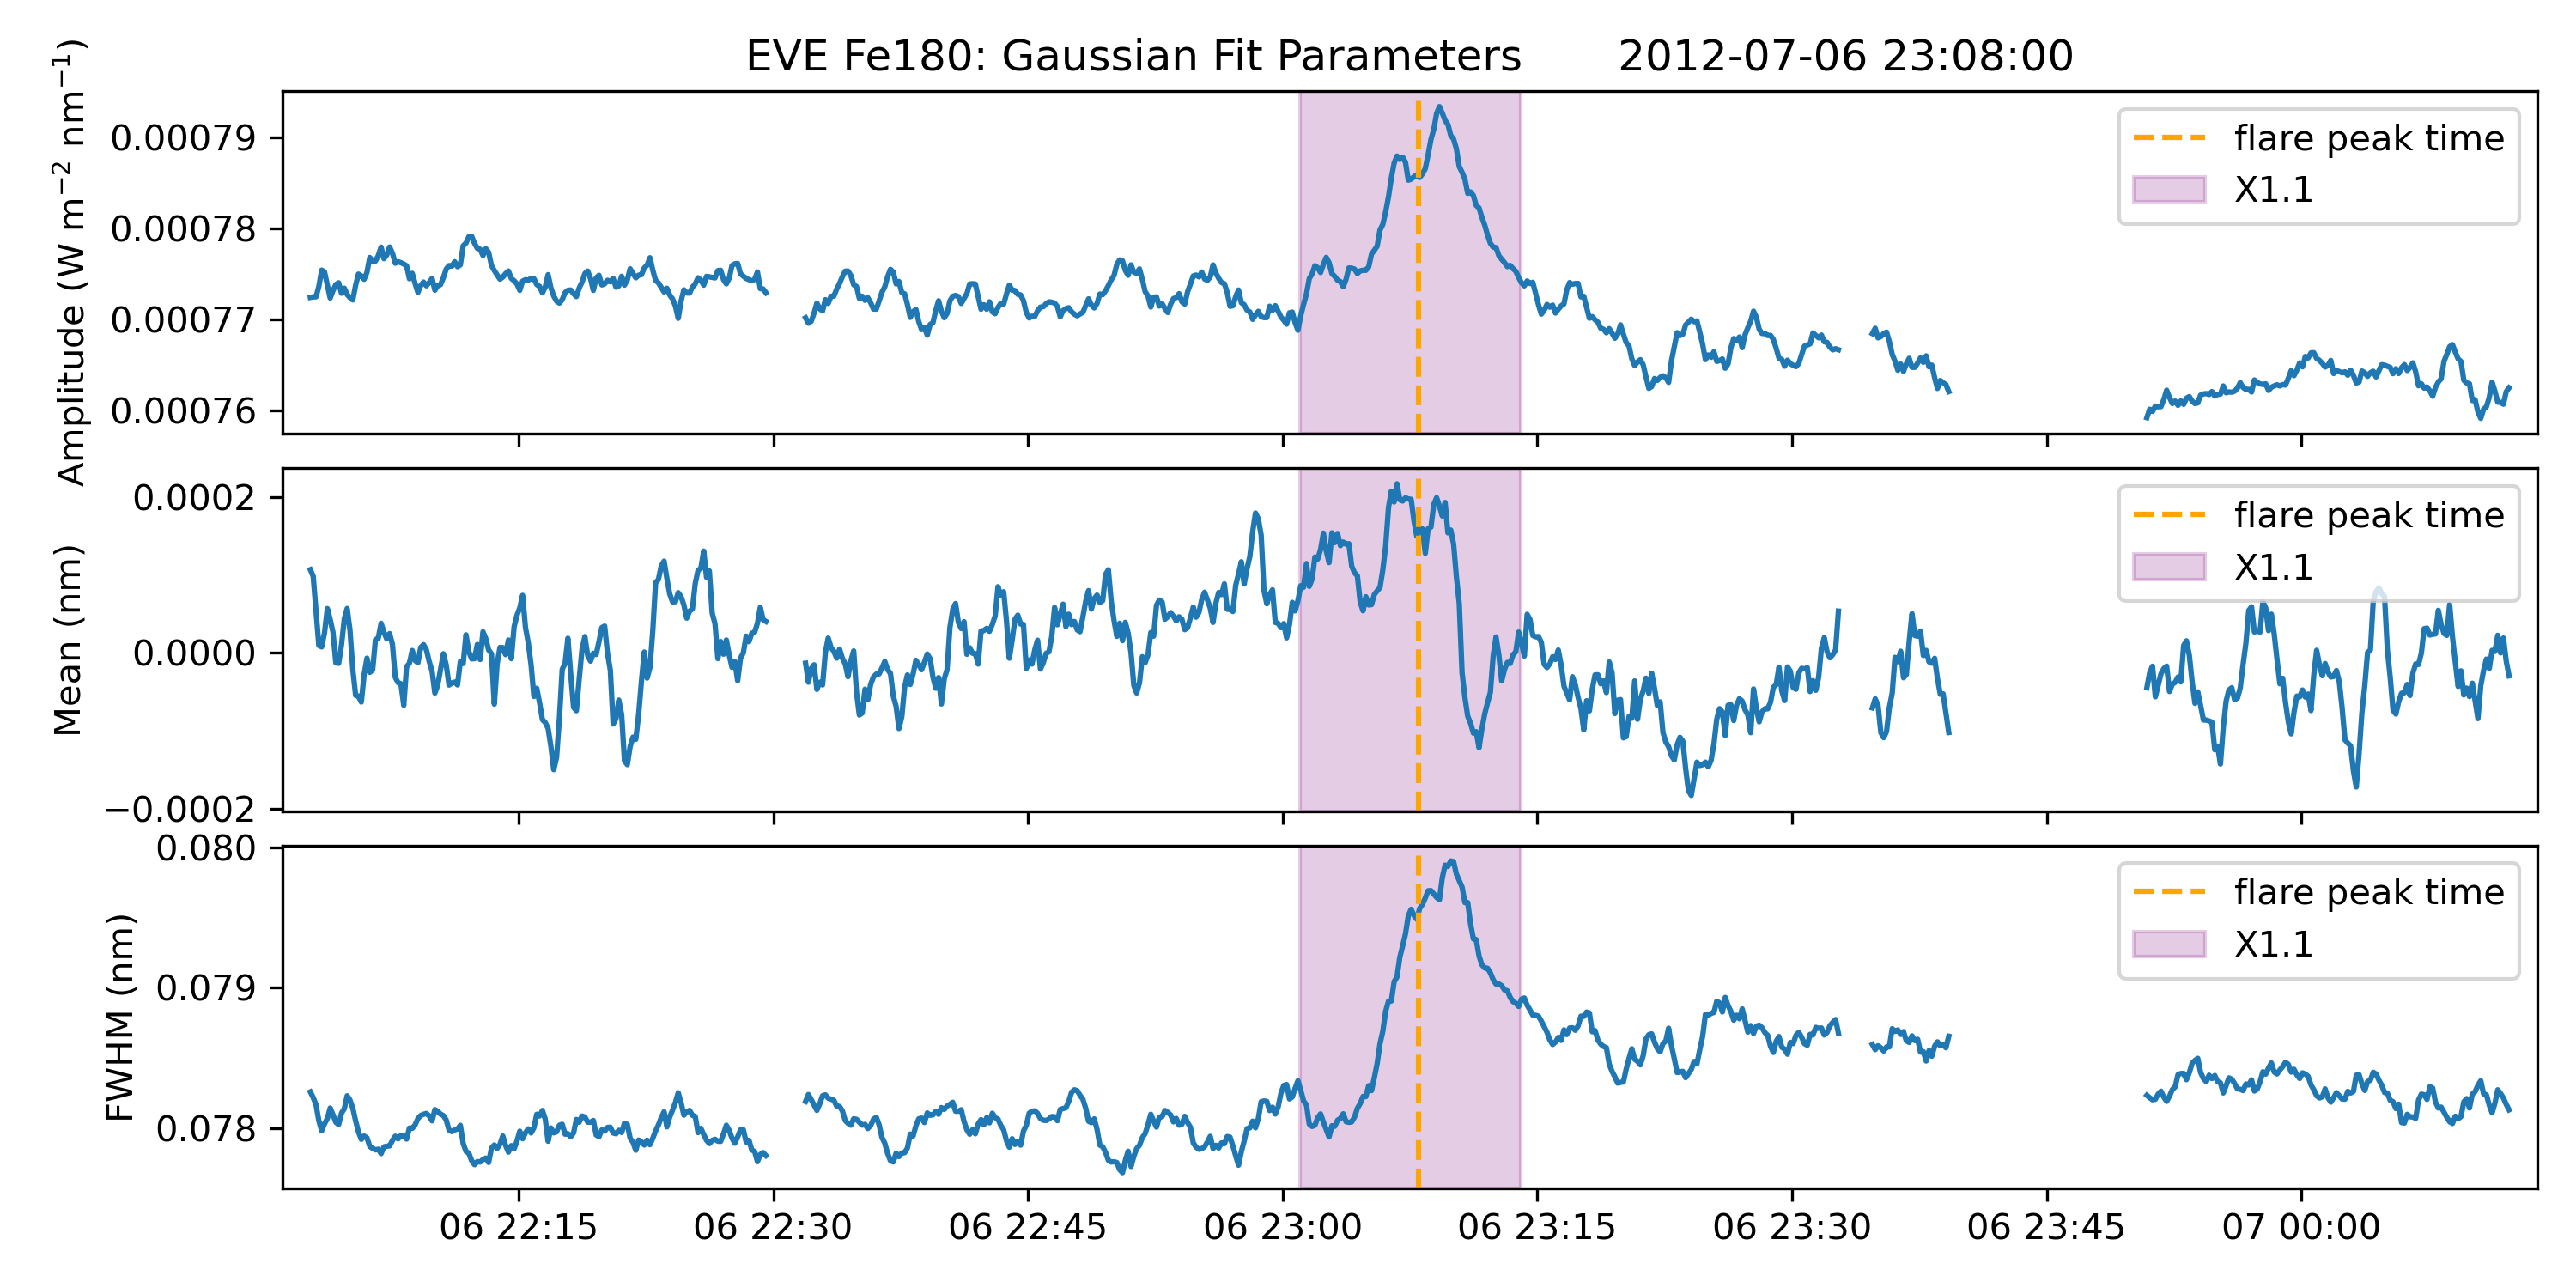 EVE Fe180: Gaussian Fit Parameters 2012-07-06 23:08:00
Amplitude (W m⁻² nm⁻¹)
0.00079
0.00078
0.00077
0.00076
flare peak time
X1.1
Mean (nm)
0.0002
0.0000
−0.0002
flare peak time
X1.1
FWHM (nm)
0.080
0.079
0.078
flare peak time
X1.1
06 22:15 06 22:30 06 22:45 06 23:00 06 23:15 06 23:30 06 23:45 07 00:00